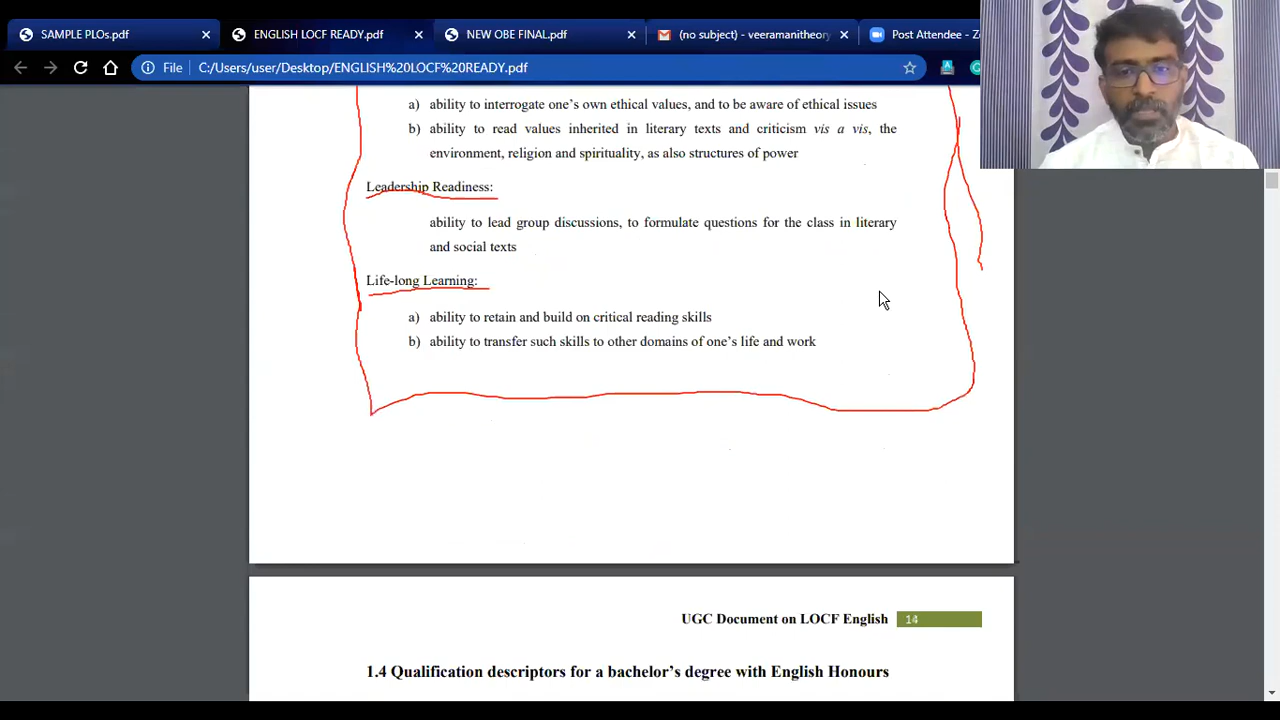 SAMPLE PLOs.pdf
ENGLISH LOCF READY.pdf
NEW OBE FINAL.pdf
(no subject) - veeramanitheory
Post Attendee - Z
File
C:/Users/user/Desktop/ENGLISH%20LOCF%20READY.pdf
a) ability to interrogate one's own ethical values, and to be aware of ethical issues
b) ability to read values inherited in literary texts and criticism vis a vis, the
environment, religion and spirituality, as also structures of power
Leadership Readiness:
ability to lead group discussions, to formulate questions for the class in literary
and social texts
Life-long Learning:
a) ability to retain and build on critical reading skills
b) ability to transfer such skills to other domains of one's life and work
UGC Document on LOCF English 14
1.4 Qualification descriptors for a bachelor's degree with English Honours